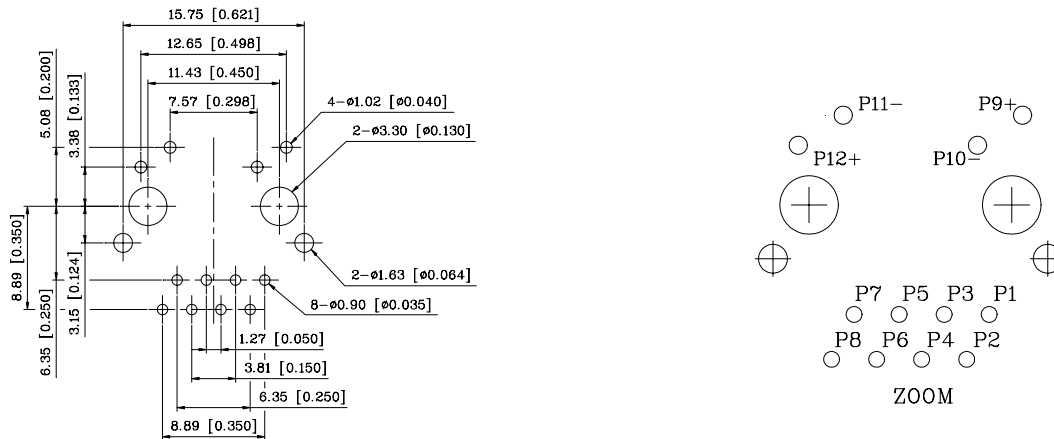 15.75 [0.621]
12.65 [0.498]
11.43 [0.450]
7.57 [0.298]
5.08 [0.200]
3.38 [0.133]
4-ø1.02 [ø0.040]
2-ø3.30 [ø0.130]
8.89 [0.350]
6.35 [0.250]
3.15 [0.124]
2-ø1.63 [ø0.064]
8-ø0.90 [ø0.035]
1.27 [0.050]
3.81 [0.150]
6.35 [0.250]
8.89 [0.350]
P11- P9+
P12+ P10-
P7 P5 P3 P1
P8 P6 P4 P2
ZOOM